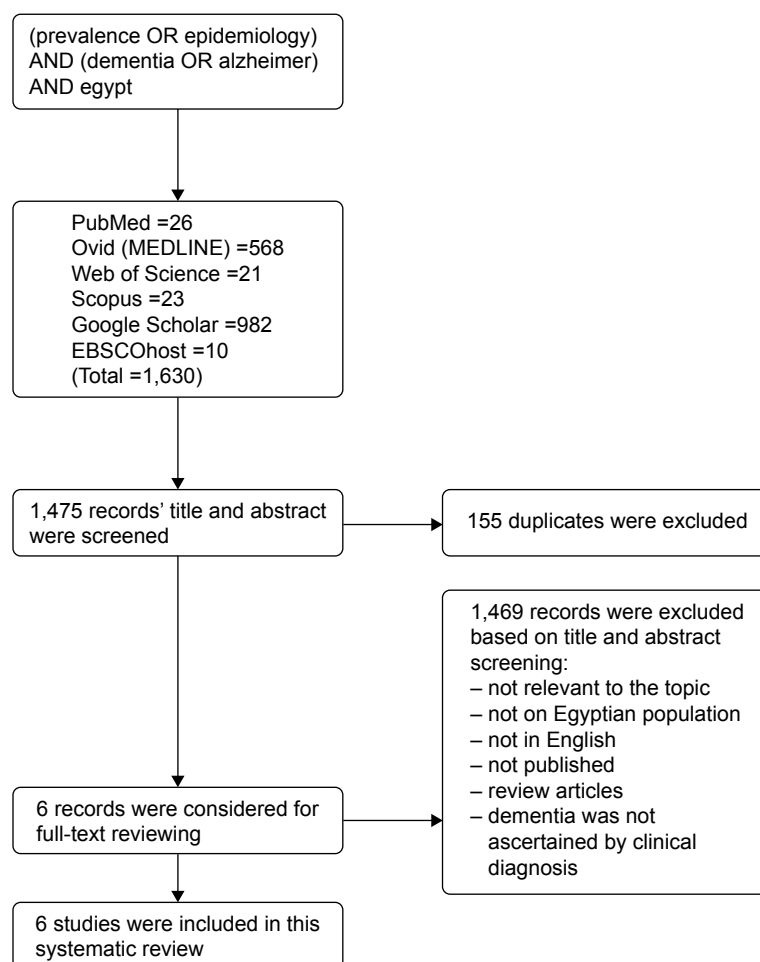 (prevalence OR epidemiology)
AND (dementia OR alzheimer)
AND egypt
PubMed =26
Ovid (MEDLINE) =568
Web of Science =21
Scopus =23
Google Scholar =982
EBSCOhost =10
(Total =1,630)
1,475 records' title and abstract
were screened
155 duplicates were excluded
1,469 records were excluded
based on title and abstract
screening:
– not relevant to the topic
– not on Egyptian population
– not in English
– not published
– review articles
– dementia was not
ascertained by clinical
diagnosis
6 records were considered for
full-text reviewing
6 studies were included in this
systematic review